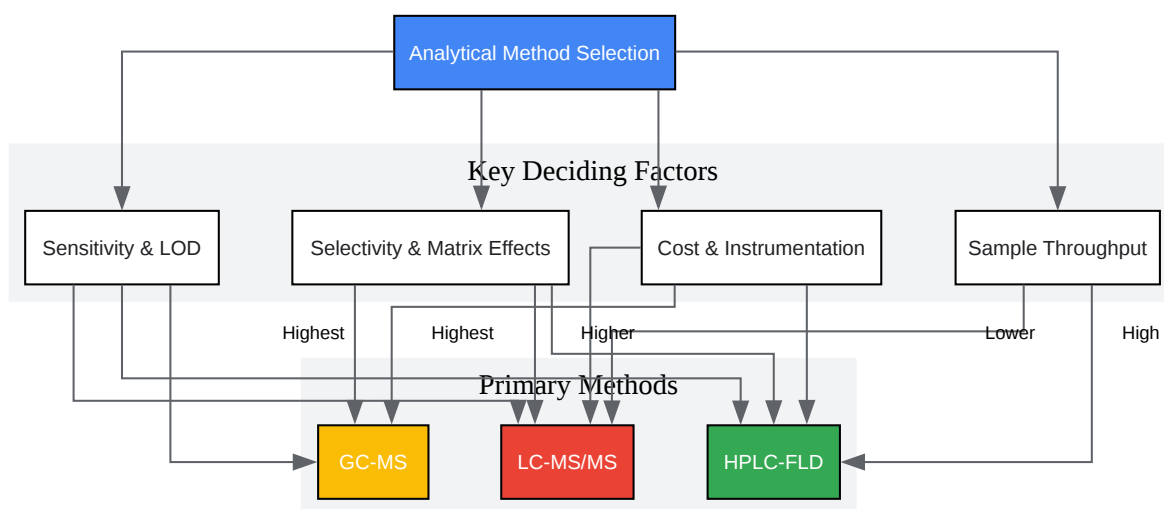 Analytical Method Selection
Key Deciding Factors
Sensitivity & LOD
Selectivity & Matrix Effects
Cost & Instrumentation
Sample Throughput
Highest
Highest
Higher
Lower
High
Primary Methods
GC-MS
LC-MS/MS
HPLC-FLD